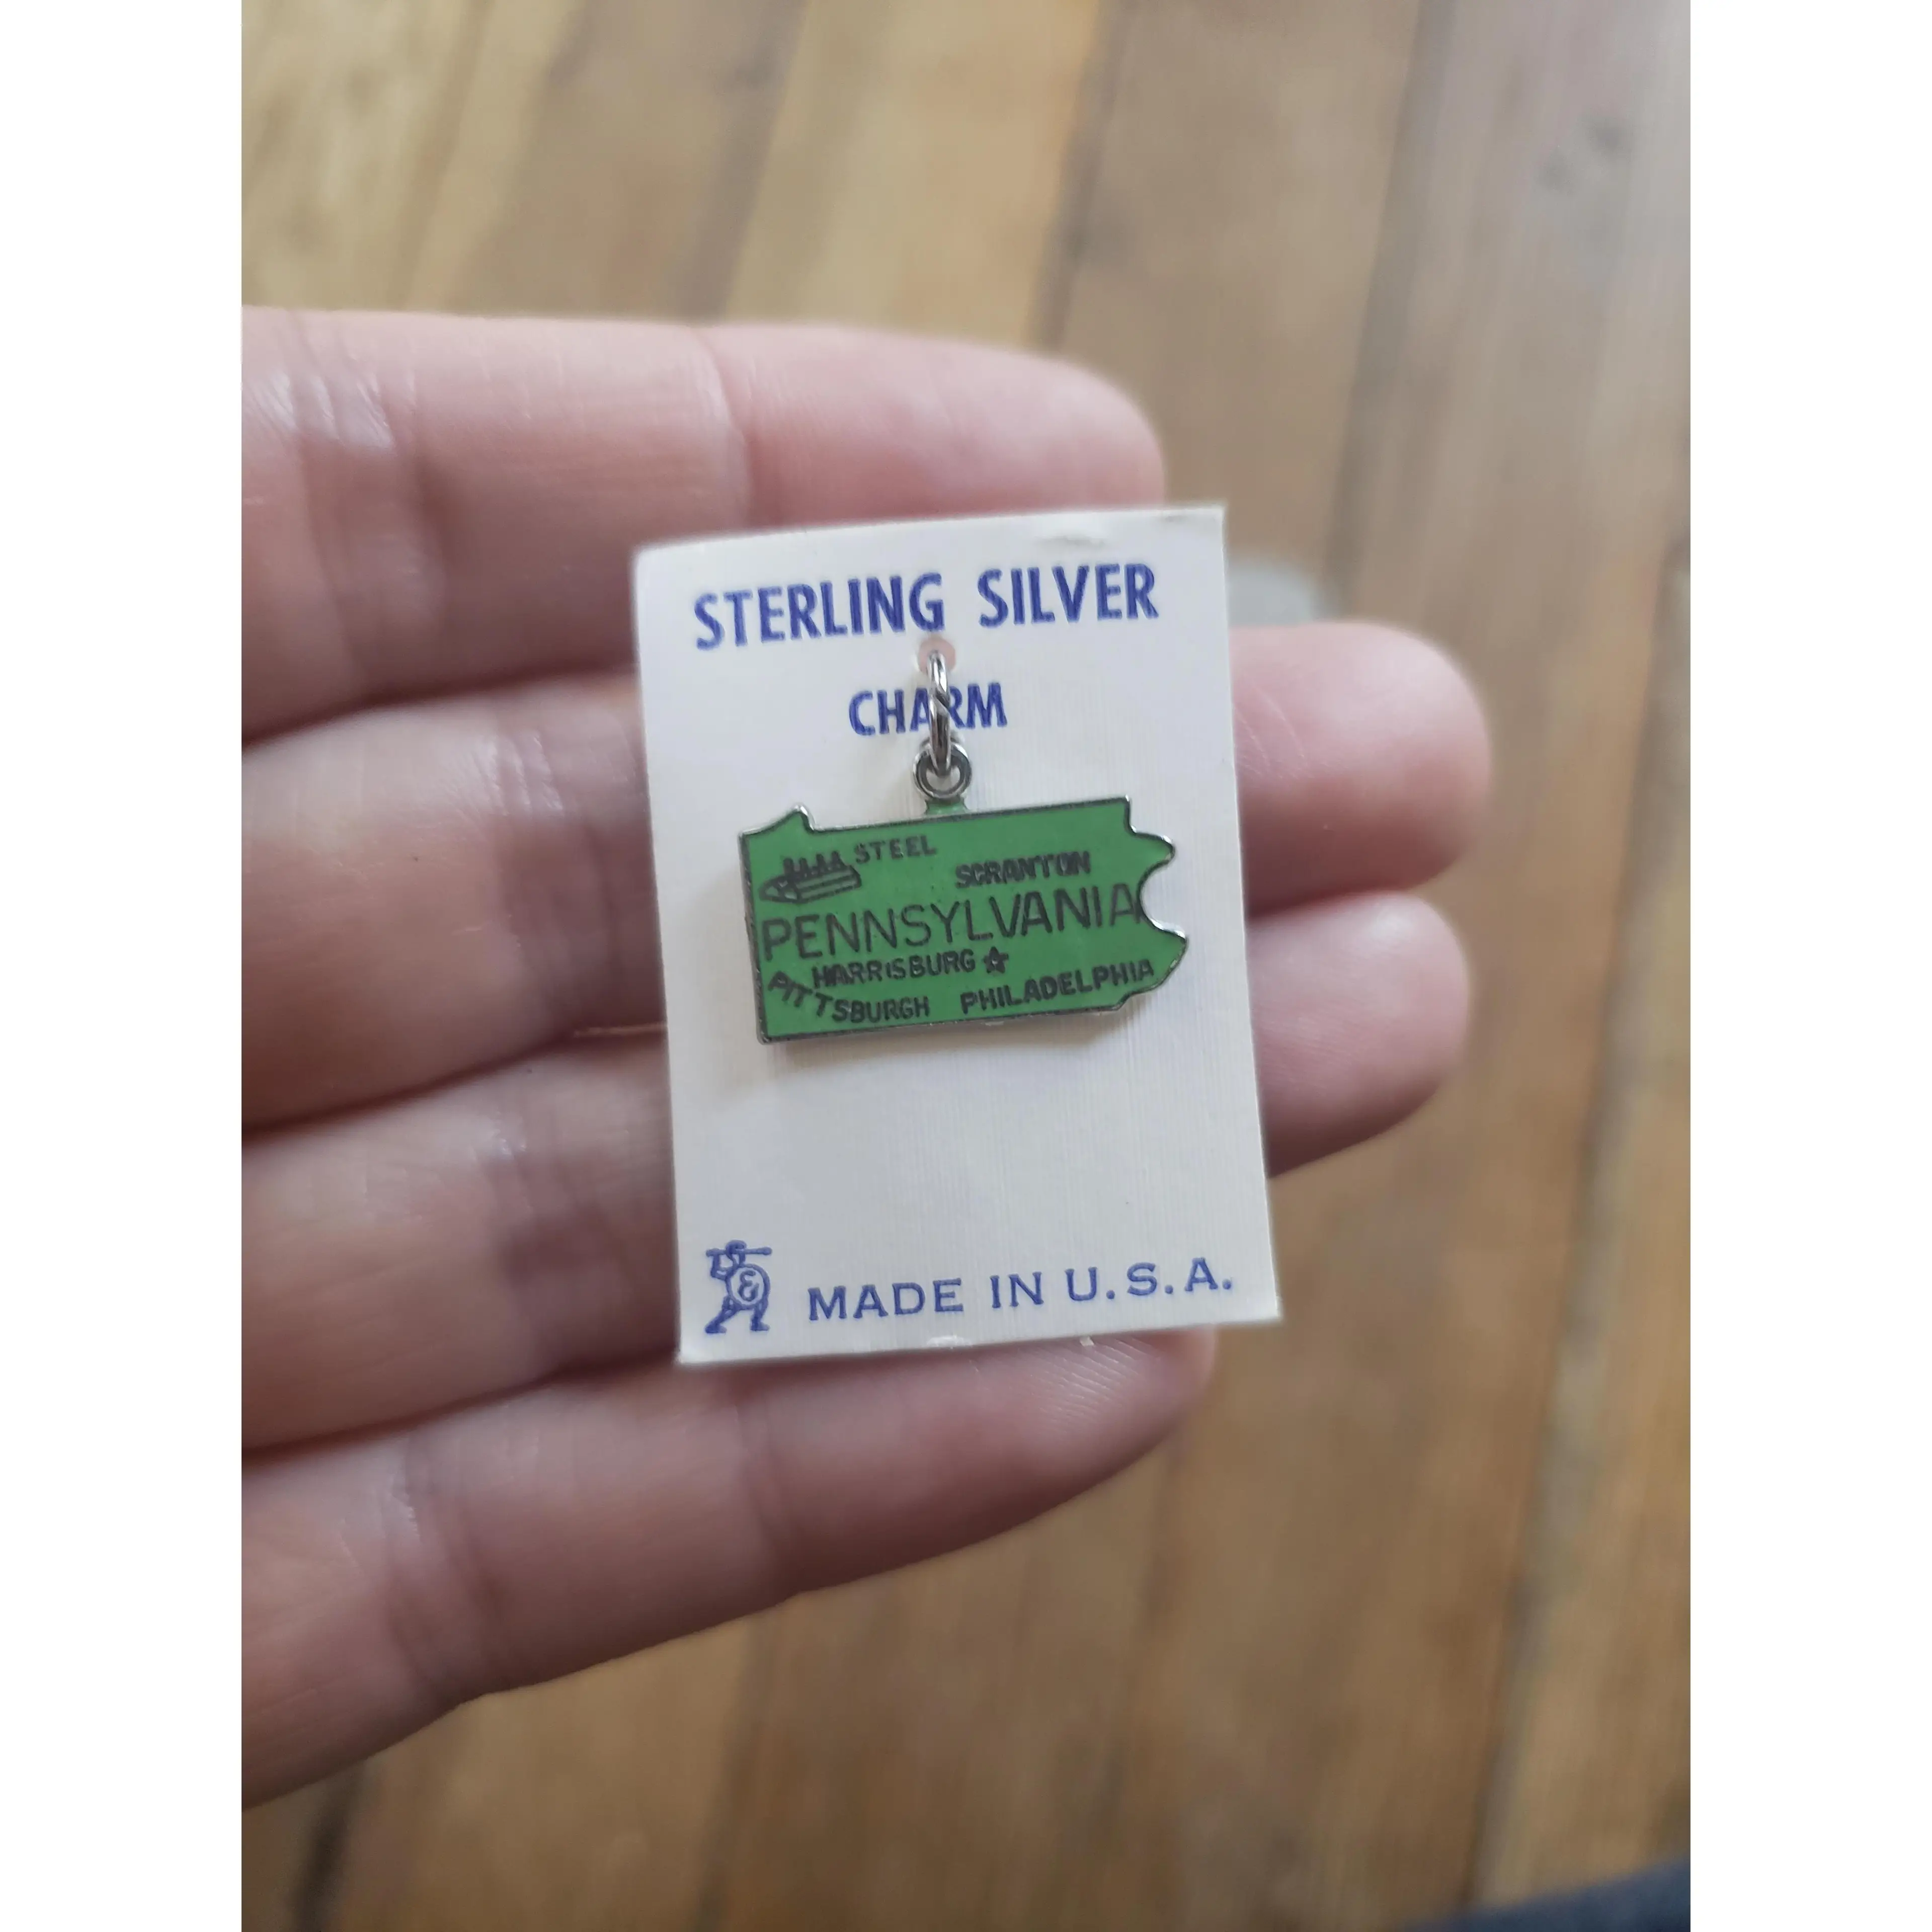 STERLING SILVER
CHARM
STEEL
SCRANTON
PENNSYLVANIA
HARRISBURG
PITTSBURGH PHILADELPHIA
MADE IN U.S.A.